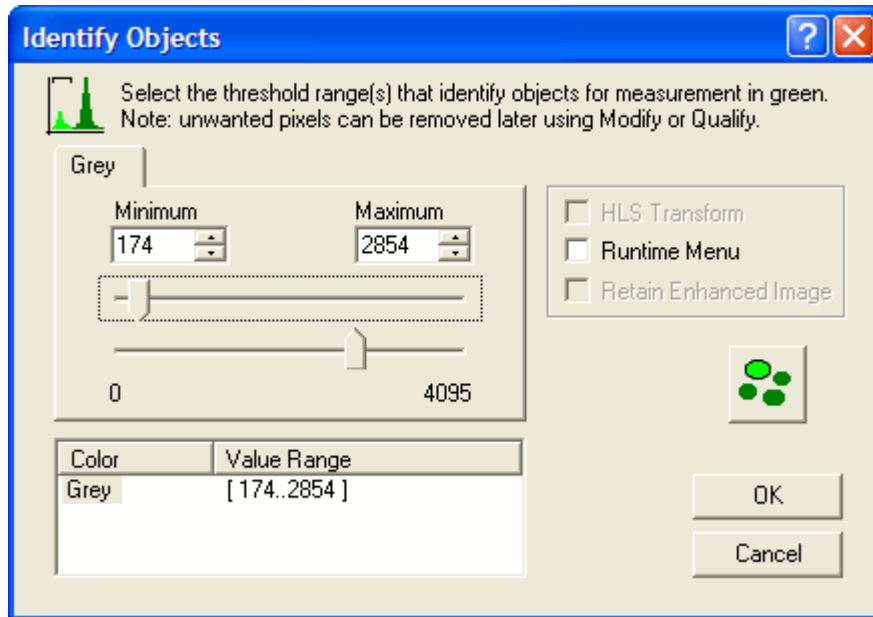 Identify Objects
Select the threshold range(s) that identify objects for measurement in green.
Note: unwanted pixels can be removed later using Modify or Qualify.
Grey
Minimum Maximum
174 2854
0 4095
HLS Transform
Runtime Menu
Retain Enhanced Image
Color Value Range
Grey [ 174..2854 ]
OK
Cancel